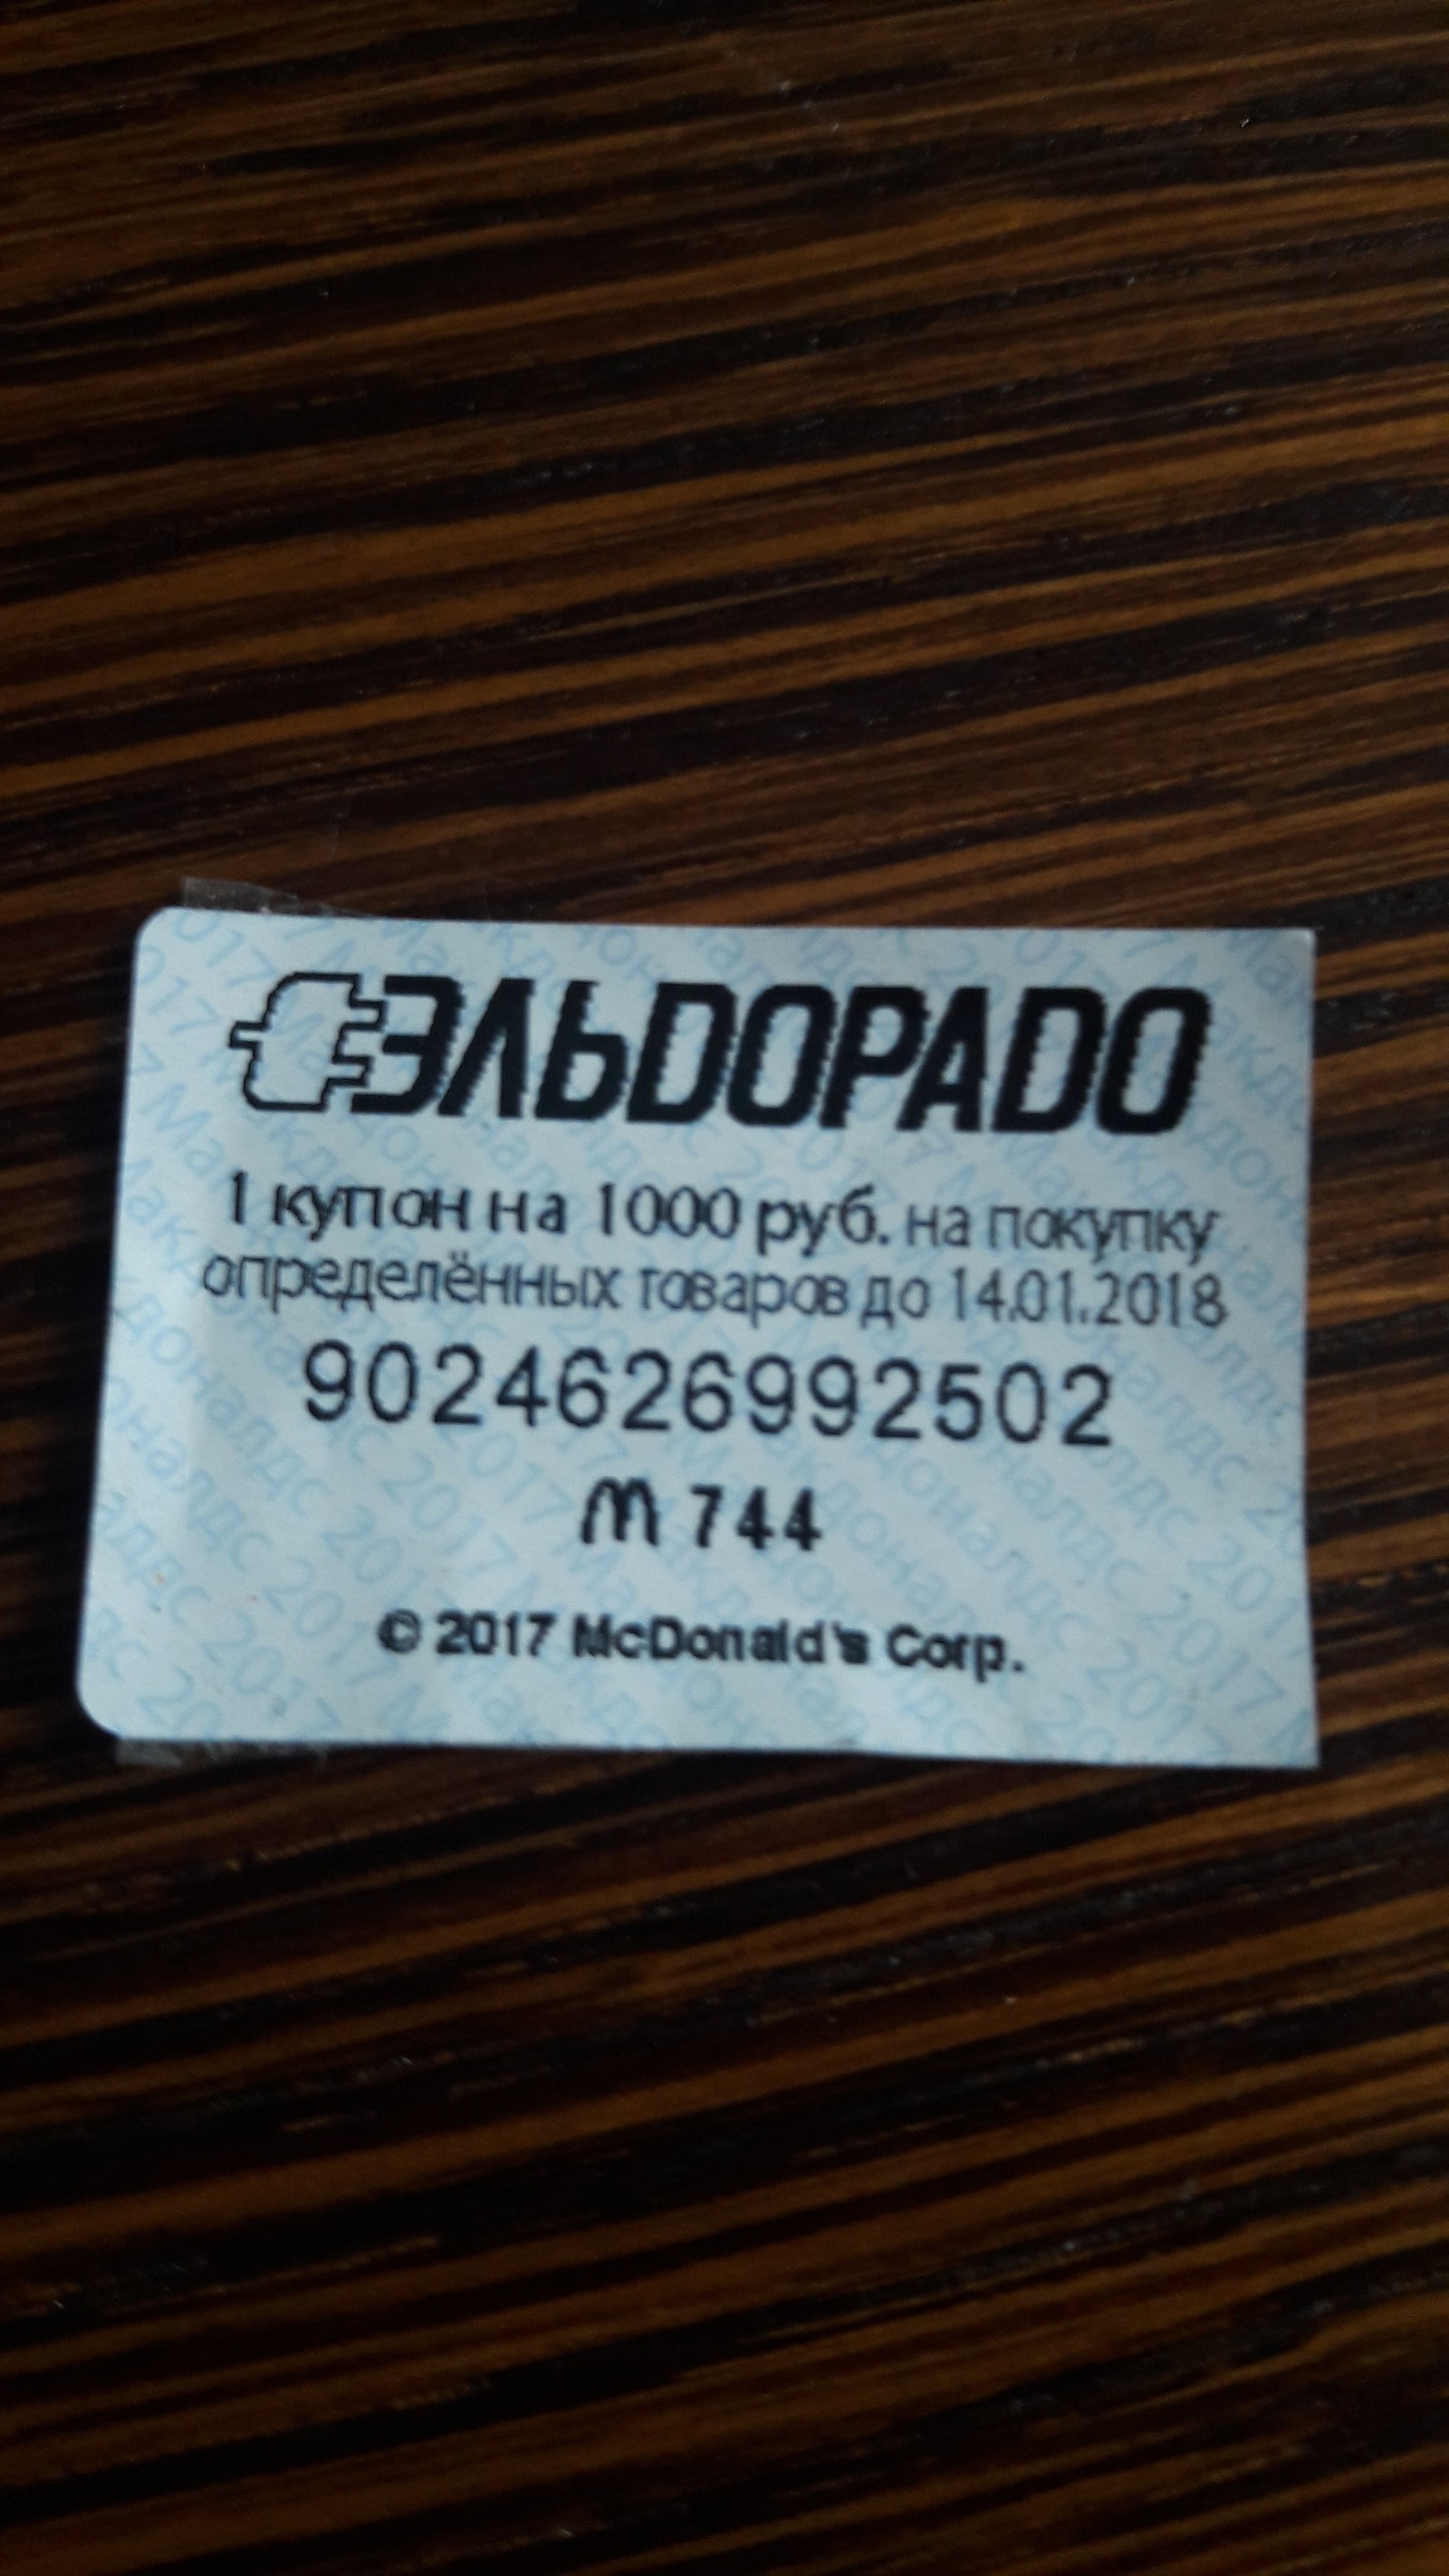 ЭЛЬДОРАДО
1 купон на 1000 руб. на покупку
определённых товаров до 14.01.2018
9024626992502
m 744
© 2017 McDonald's Corp.